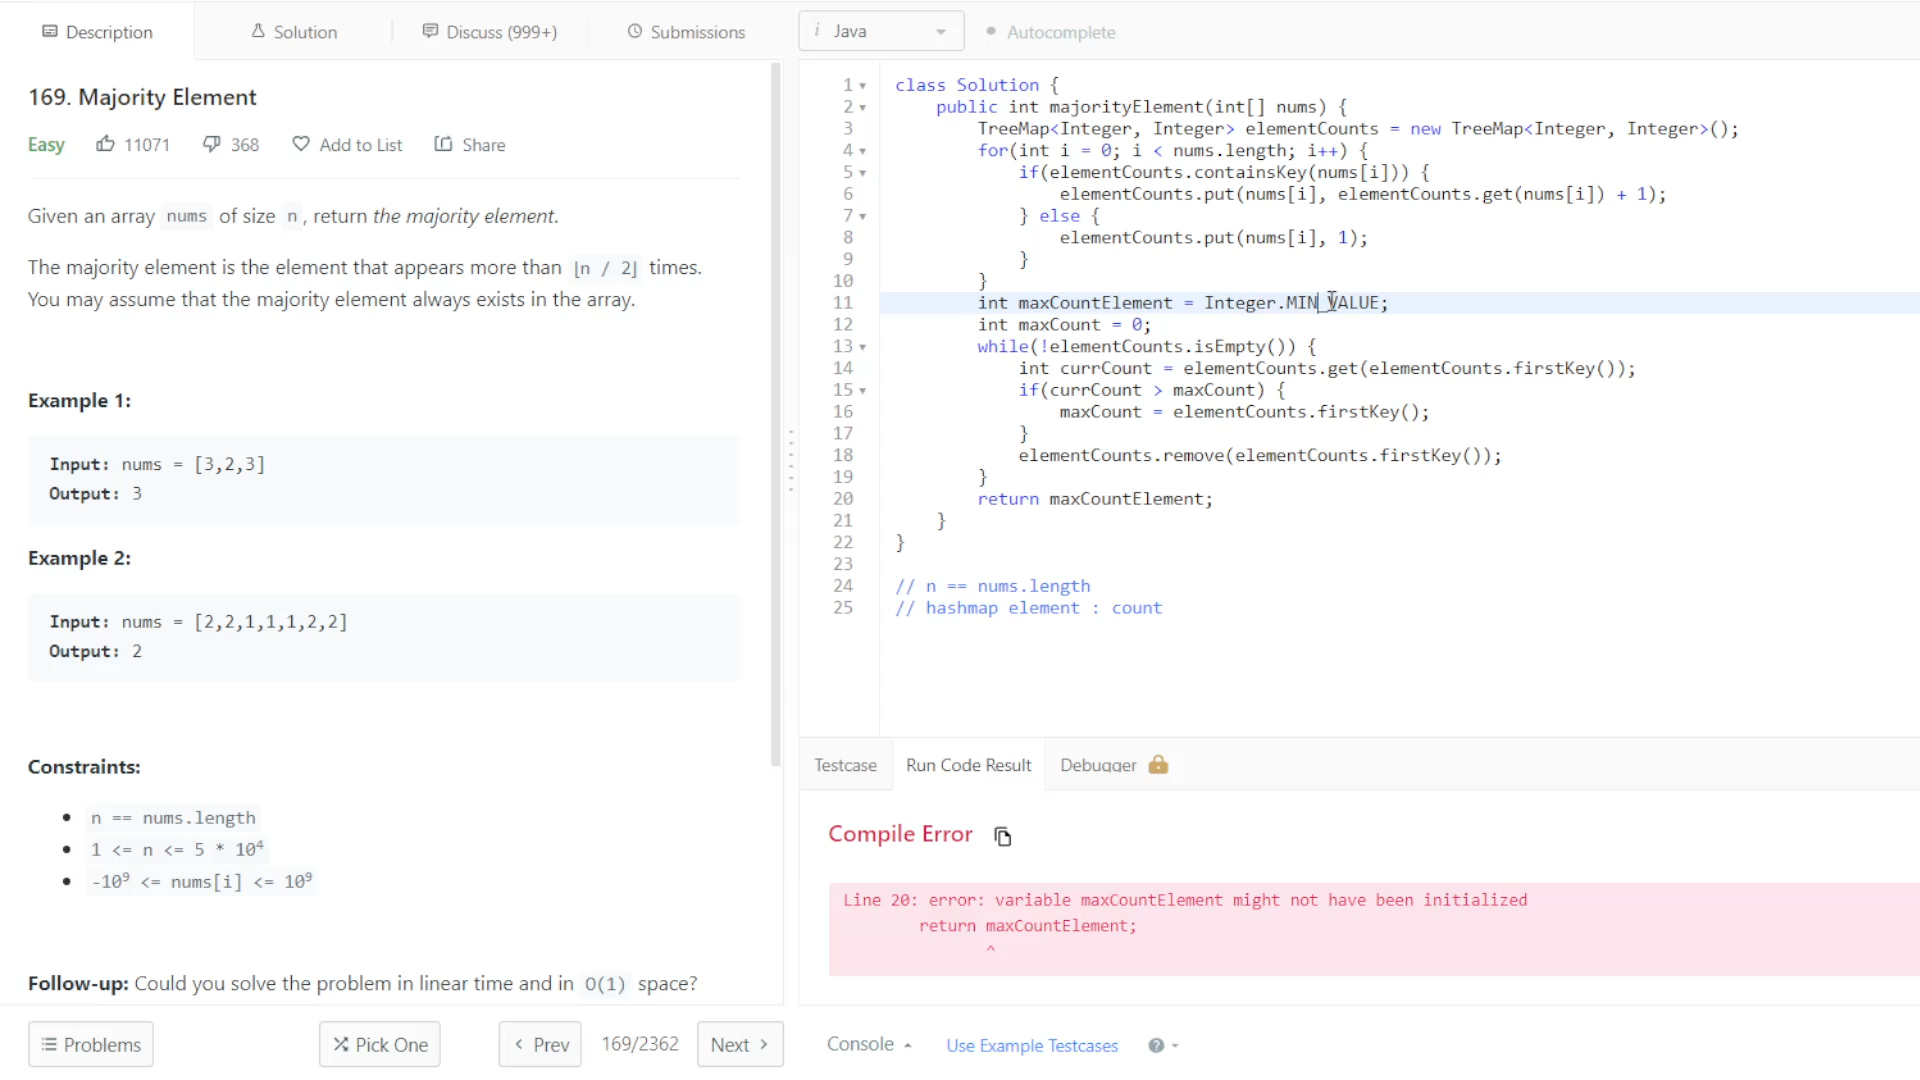 Description
Solution
Discuss (999+)
Submissions
i Java
Autocomplete
169. Majority Element
Easy
11071
368
Add to List
Share
Given an array nums of size n, return the majority element.
The majority element is the element that appears more than ⌊n / 2⌋ times.
You may assume that the majority element always exists in the array.
Example 1:
Input: nums = [3,2,3]
Output: 3
Example 2:
Input: nums = [2,2,1,1,1,2,2]
Output: 2
Constraints:
n == nums.length
1 <= n <= 5 * 10⁴
-10⁹ <= nums[i] <= 10⁹
Follow-up: Could you solve the problem in linear time and in O(1) space?
Problems
Pick One
Prev
169/2362
Next
1 class Solution {
2 public int majorityElement(int[] nums) {
3 TreeMap<Integer, Integer> elementCounts = new TreeMap<Integer, Integer>();
4 for(int i = 0; i < nums.length; i++) {
5 if(elementCounts.containsKey(nums[i])) {
6 elementCounts.put(nums[i], elementCounts.get(nums[i]) + 1);
7 } else {
8 elementCounts.put(nums[i], 1);
9 }
10 }
11 int maxCountElement = Integer.MIN_VALUE;
12 int maxCount = 0;
13 while(!elementCounts.isEmpty()) {
14 int currCount = elementCounts.get(elementCounts.firstKey());
15 if(currCount > maxCount) {
16 maxCount = elementCounts.firstKey();
17 }
18 elementCounts.remove(elementCounts.firstKey());
19 }
20 return maxCountElement;
21 }
22 }
23
24 // n == nums.length
25 // hashmap element : count
Testcase
Run Code Result
Debugger
Compile Error
Line 20: error: variable maxCountElement might not have been initialized
return maxCountElement;
^
Console
Use Example Testcases
?